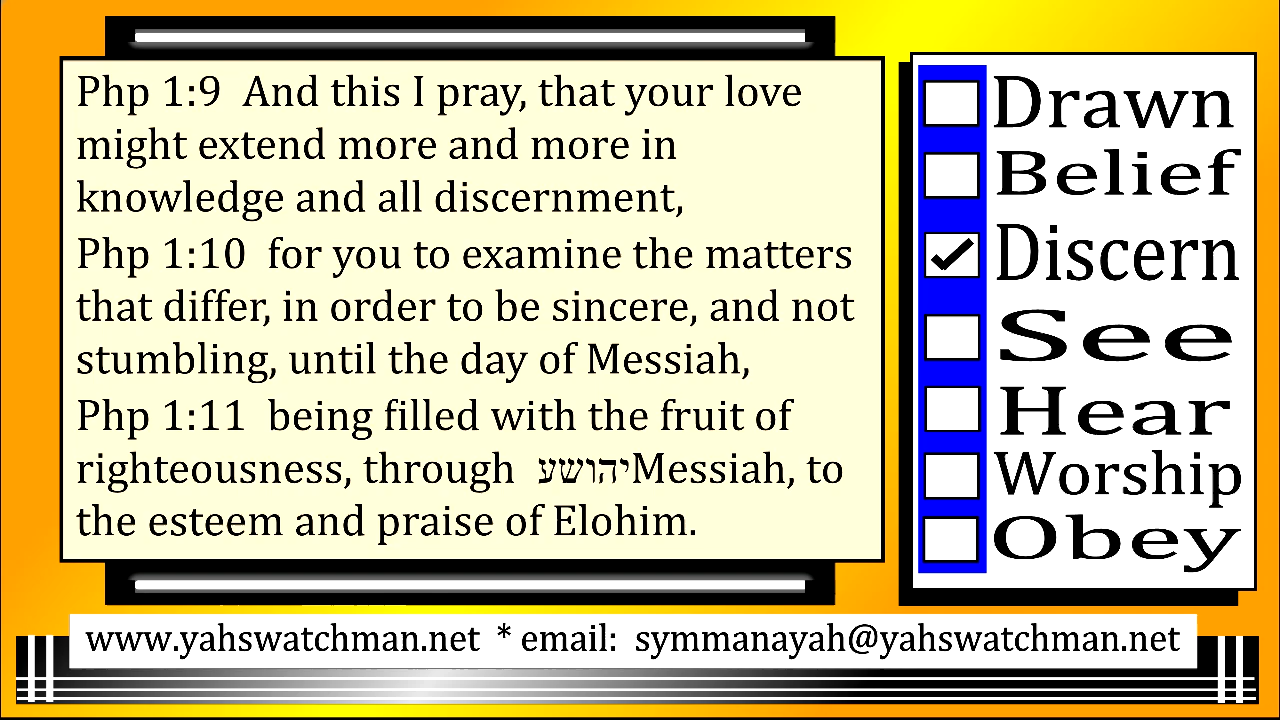 Php 1:9  And this I pray, that your love
might extend more and more in
knowledge and all discernment,
Php 1:10  for you to examine the matters
that differ, in order to be sincere, and not
stumbling, until the day of Messiah,
Php 1:11  being filled with the fruit of
righteousness, through  יהושעMessiah, to
the esteem and praise of Elohim.
Drawn
Belief
Discern
See
Hear
Worship
Obey
www.yahswatchman.net  * email:  symmanayah@yahswatchman.net